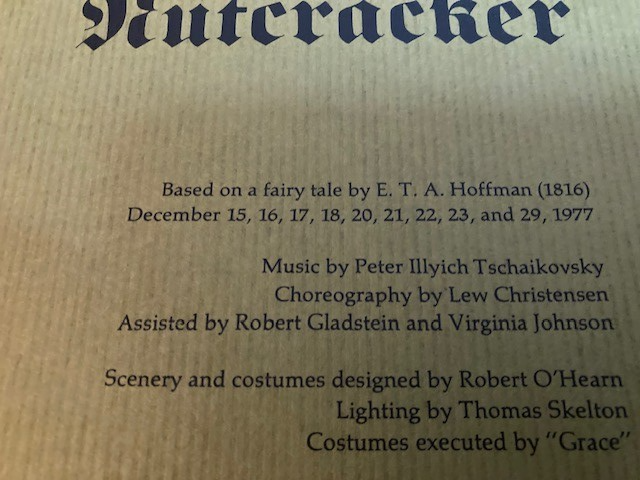 Nutcracker
Based on a fairy tale by E. T. A. Hoffman (1816)
December 15, 16, 17, 18, 20, 21, 22, 23, and 29, 1977
Music by Peter Illyich Tschaikovsky
Choreography by Lew Christensen
Assisted by Robert Gladstein and Virginia Johnson
Scenery and costumes designed by Robert O'Hearn
Lighting by Thomas Skelton
Costumes executed by "Grace"